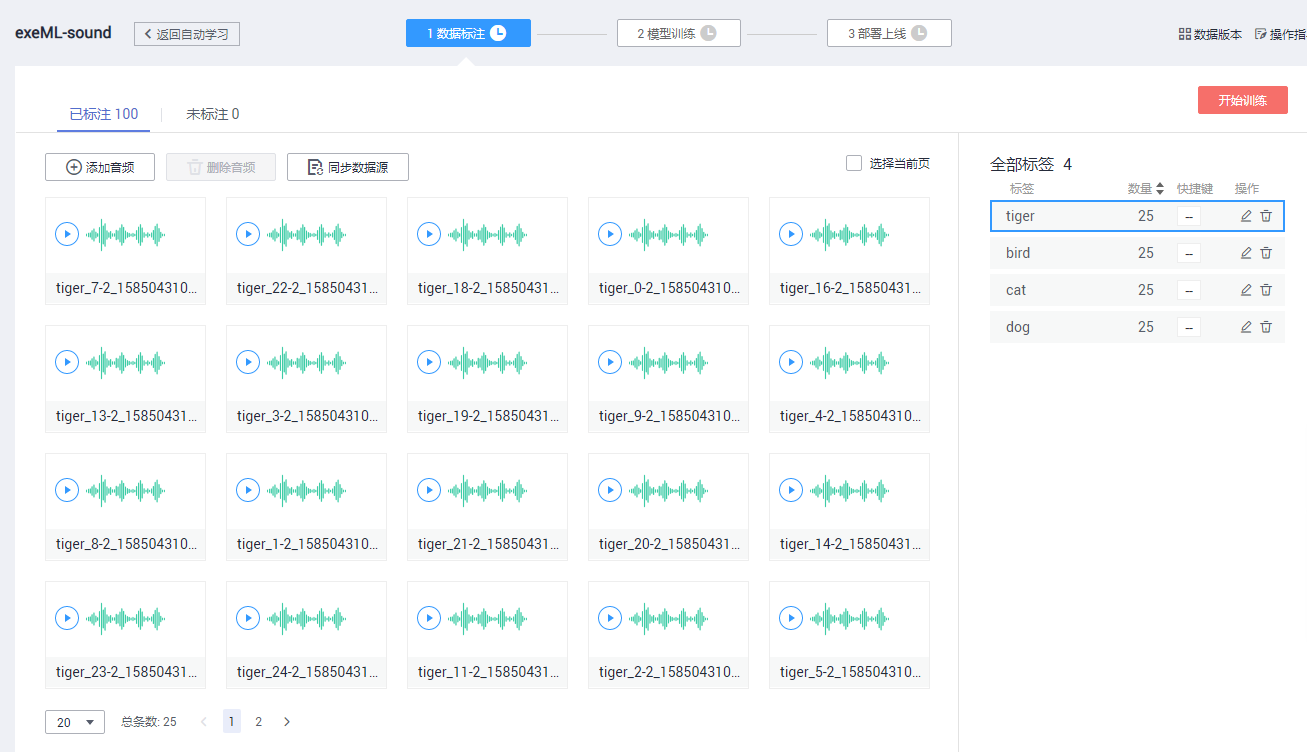 exeML-sound
返回自动学习
1 数据标注
2 模型训练
3 部署上线
数据版本
操作指
已标注 100
未标注 0
开始训练
添加音频
删除音频
同步数据源
选择当前页
tiger_7-2_158504310...
tiger_22-2_15850431...
tiger_18-2_15850431...
tiger_0-2_158504310...
tiger_16-2_15850431...
tiger_13-2_15850431...
tiger_3-2_158504310...
tiger_19-2_15850431...
tiger_9-2_158504310...
tiger_4-2_158504310...
tiger_8-2_158504310...
tiger_1-2_158504310...
tiger_21-2_15850431...
tiger_20-2_15850431...
tiger_14-2_15850431...
tiger_23-2_15850431...
tiger_24-2_15850431...
tiger_11-2_15850431...
tiger_2-2_158504310...
tiger_5-2_158504310...
20
总条数: 25
1
2
全部标签 4
标签 数量 快捷键 操作
tiger 25 --
bird 25 --
cat 25 --
dog 25 --